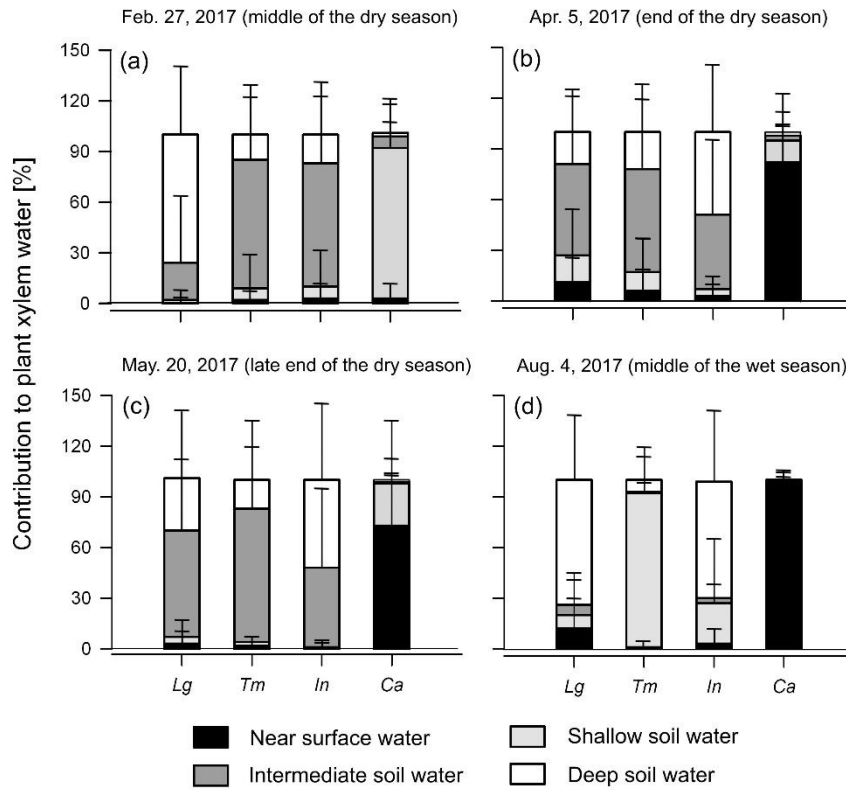 Feb. 27, 2017 (middle of the dry season)
Apr. 5, 2017 (end of the dry season)
150
120
90
60
30
0
(a)
(b)
May. 20, 2017 (late end of the dry season)
Aug. 4, 2017 (middle of the wet season)
150
120
90
60
30
0
(c)
(d)
Contribution to plant xylem water [%]
Lg Tm In Ca
Lg Tm In Ca
Near surface water
Shallow soil water
Intermediate soil water
Deep soil water